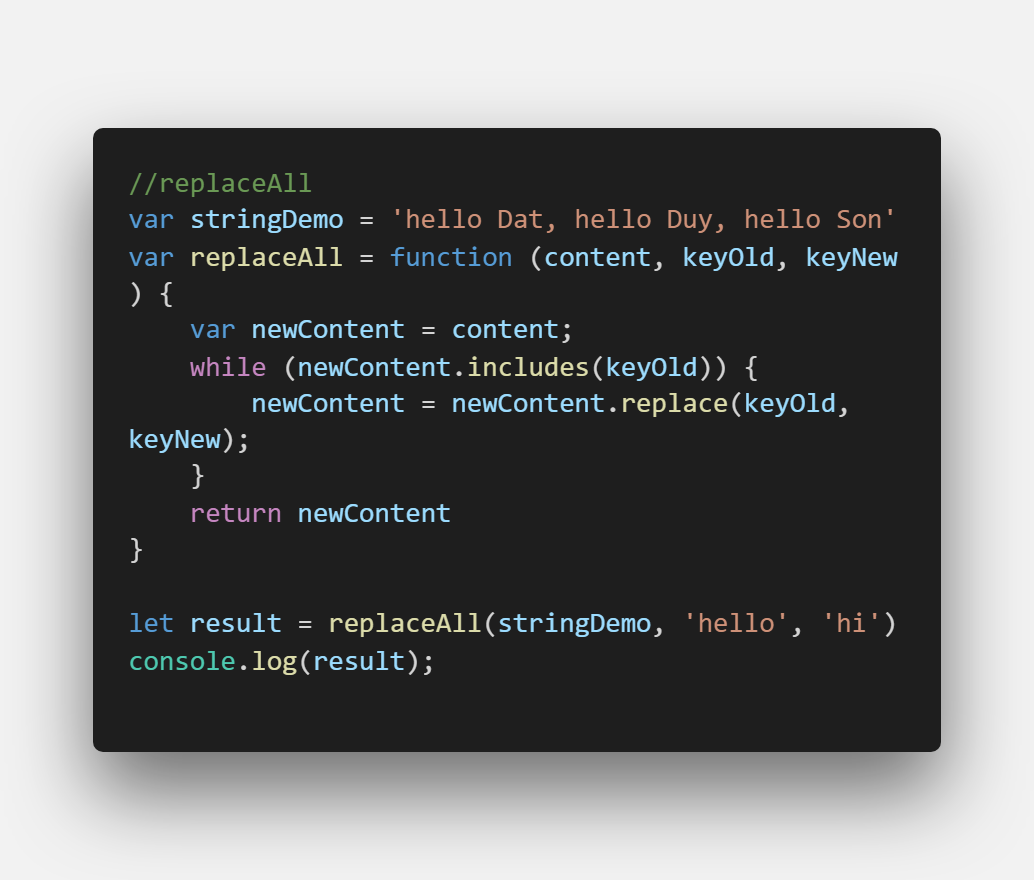 //replaceAll
var stringDemo = 'hello Dat, hello Duy, hello Son'
var replaceAll = function (content, keyOld, keyNew
) {
    var newContent = content;
    while (newContent.includes(keyOld)) {
        newContent = newContent.replace(keyOld,
keyNew);
    }
    return newContent
}

let result = replaceAll(stringDemo, 'hello', 'hi')
console.log(result);